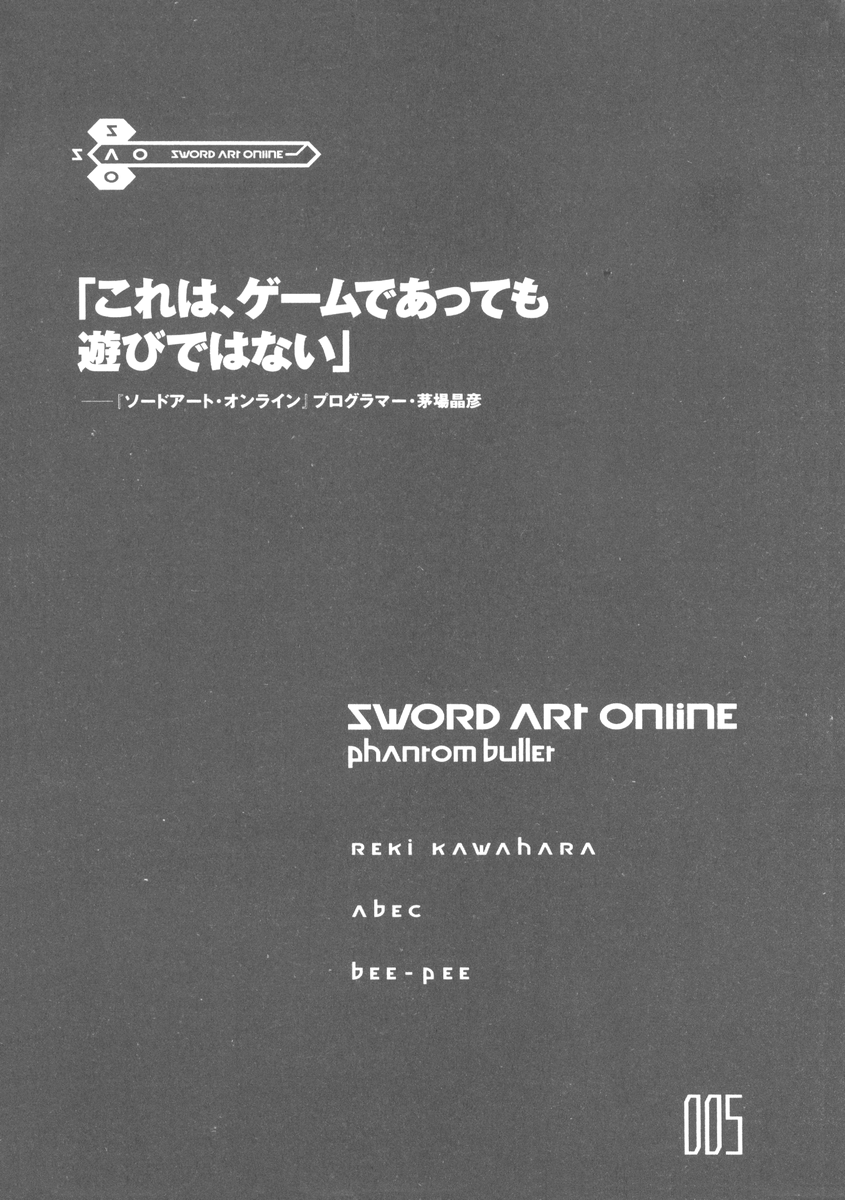 S
SAO SWORD ART ONLINE
O
「これは、ゲームであっても
遊びではない」
――『ソードアート・オンライン』プログラマー・茅場晶彦
SWORD ART ONLINE
phantom bullet
REKI KAWAHARA
abEC
bEE-pEE
005